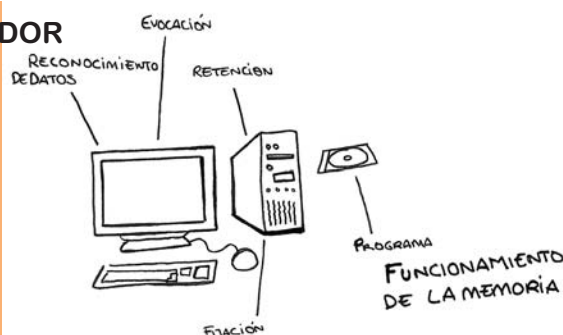 DOR
EVOCACIÓN
RECONOCIMIENTO
DE DATOS
RETENCIÓN
PROGRAMA
FUNCIONAMIENTO
DE LA MEMORIA
FIJACIÓN